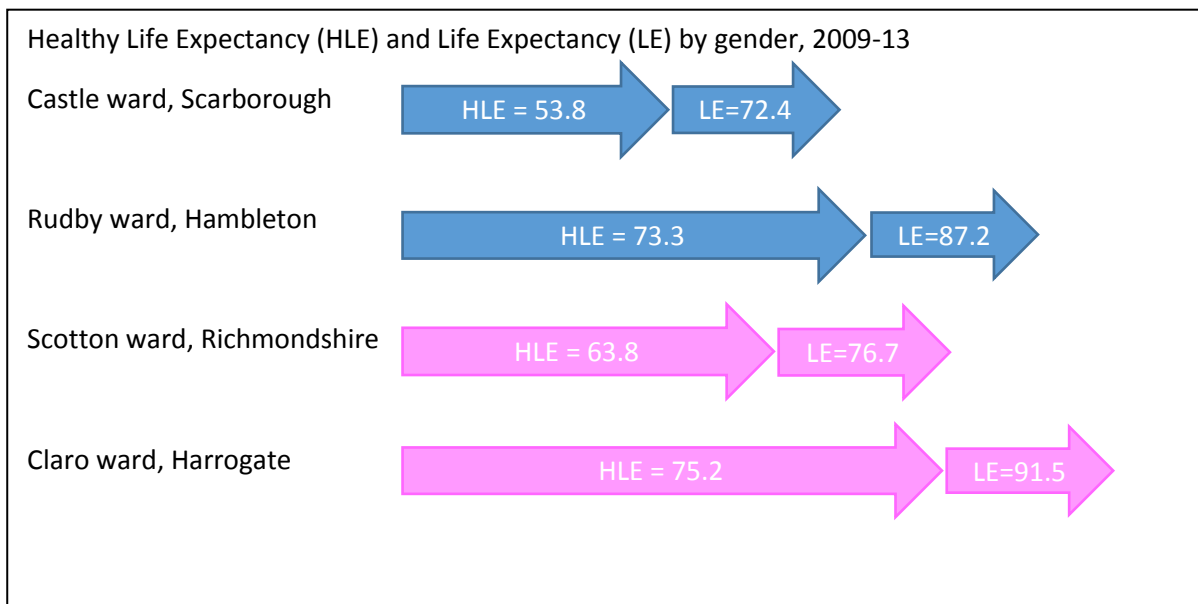 Healthy Life Expectancy (HLE) and Life Expectancy (LE) by gender, 2009-13
Castle ward, Scarborough
HLE = 53.8
LE=72.4
Rudby ward, Hambleton
HLE = 73.3
LE=87.2
Scotton ward, Richmondshire
HLE = 63.8
LE=76.7
Claro ward, Harrogate
HLE = 75.2
LE=91.5